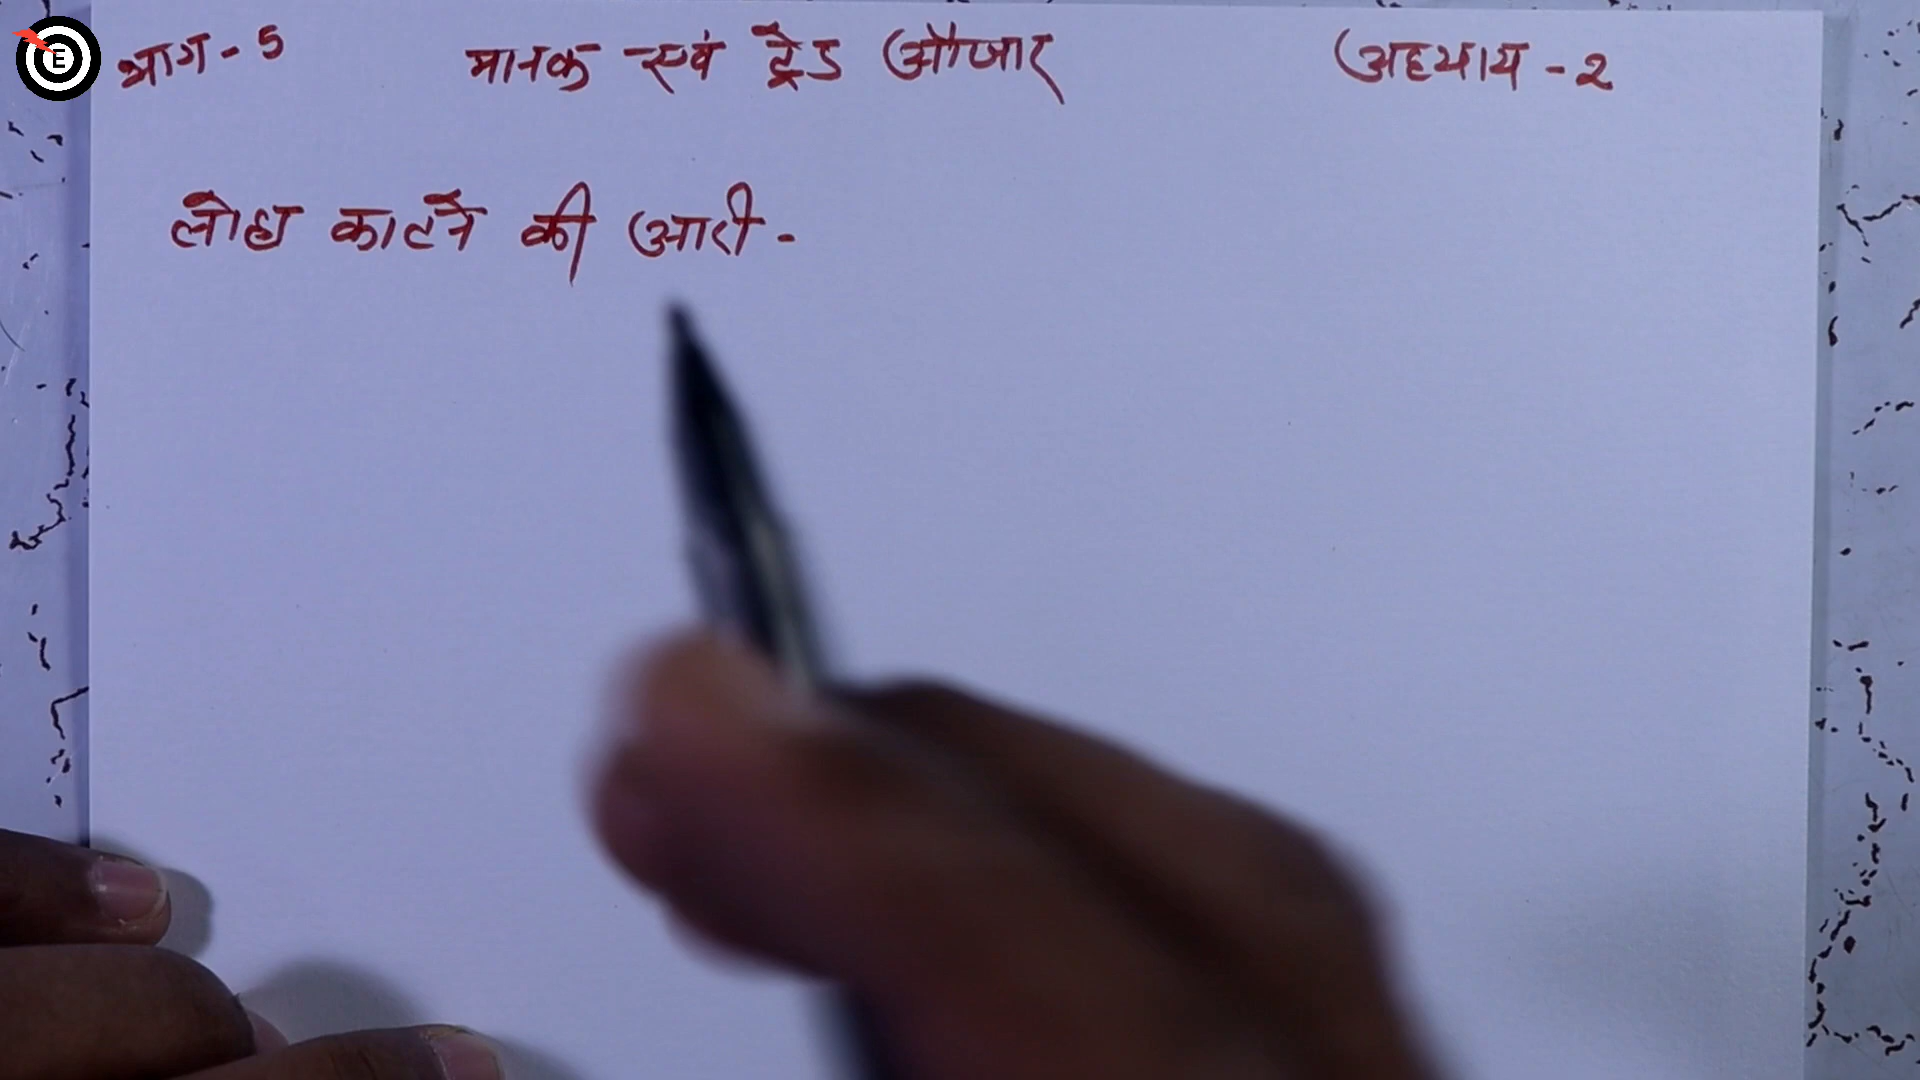 भाग - 5 मानक एवं ट्रेड औजार अध्याय - 2
लोहा काटने की आरी -
E